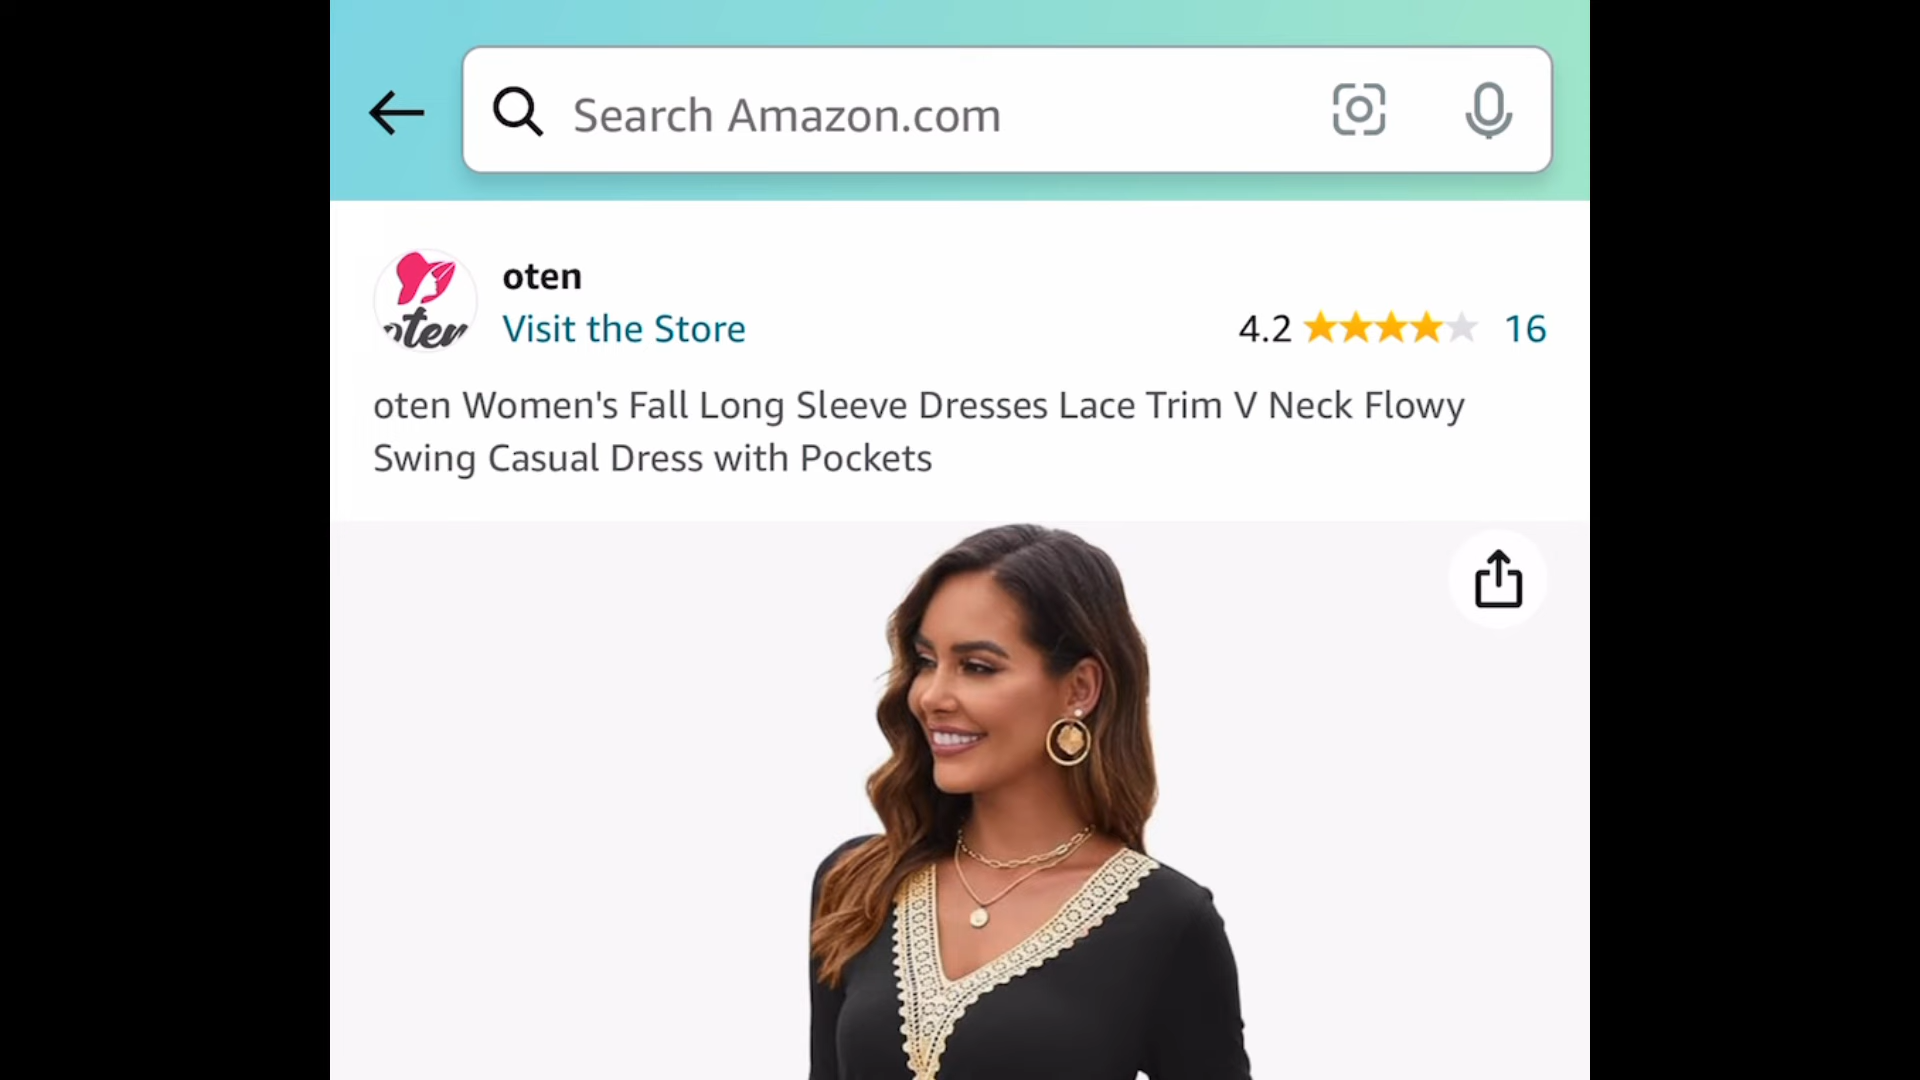 Search Amazon.com
oten
oten
Visit the Store
4.2
16
oten Women's Fall Long Sleeve Dresses Lace Trim V Neck Flowy
Swing Casual Dress with Pockets